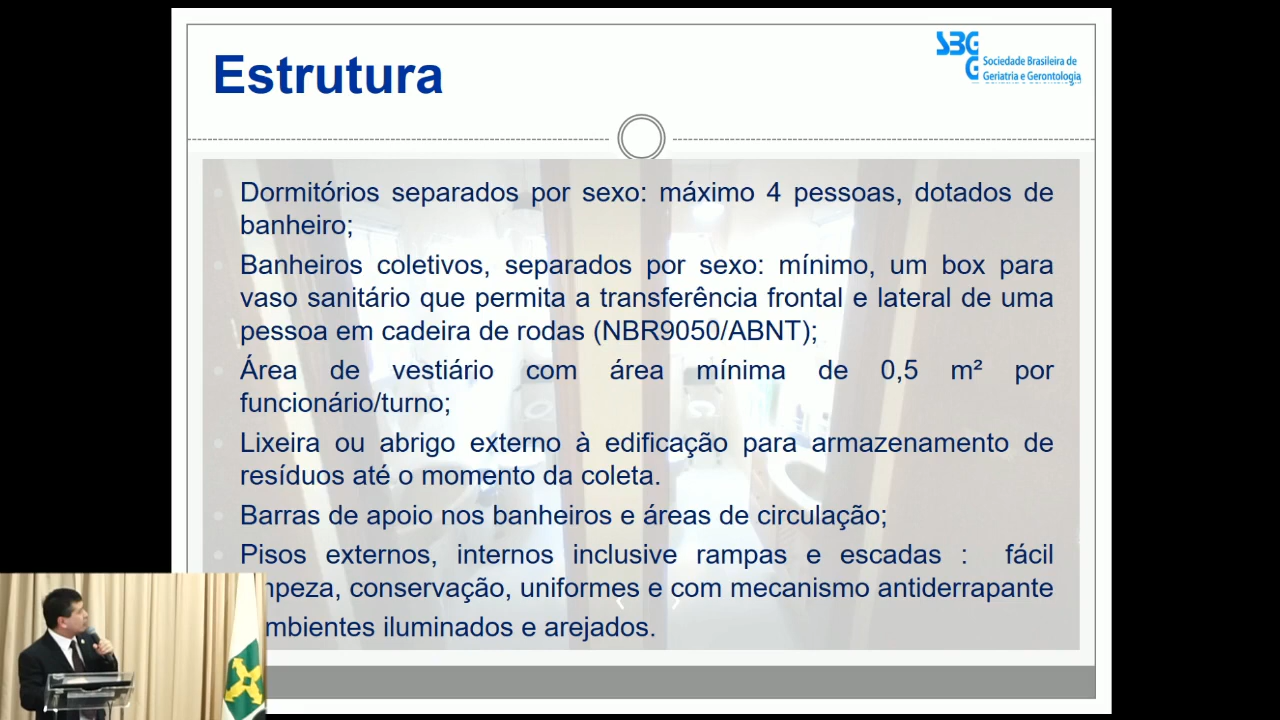 Estrutura
SBGG
Sociedade Brasileira de
Geriatria e Gerontologia
Dormitórios separados por sexo: máximo 4 pessoas, dotados de
banheiro;
Banheiros coletivos, separados por sexo: mínimo, um box para
vaso sanitário que permita a transferência frontal e lateral de uma
pessoa em cadeira de rodas (NBR9050/ABNT);
Área de vestiário com área mínima de 0,5 m² por
funcionário/turno;
Lixeira ou abrigo externo à edificação para armazenamento de
resíduos até o momento da coleta.
Barras de apoio nos banheiros e áreas de circulação;
Pisos externos, internos inclusive rampas e escadas : fácil
mpeza, conservação, uniformes e com mecanismo antiderrapante
mbientes iluminados e arejados.